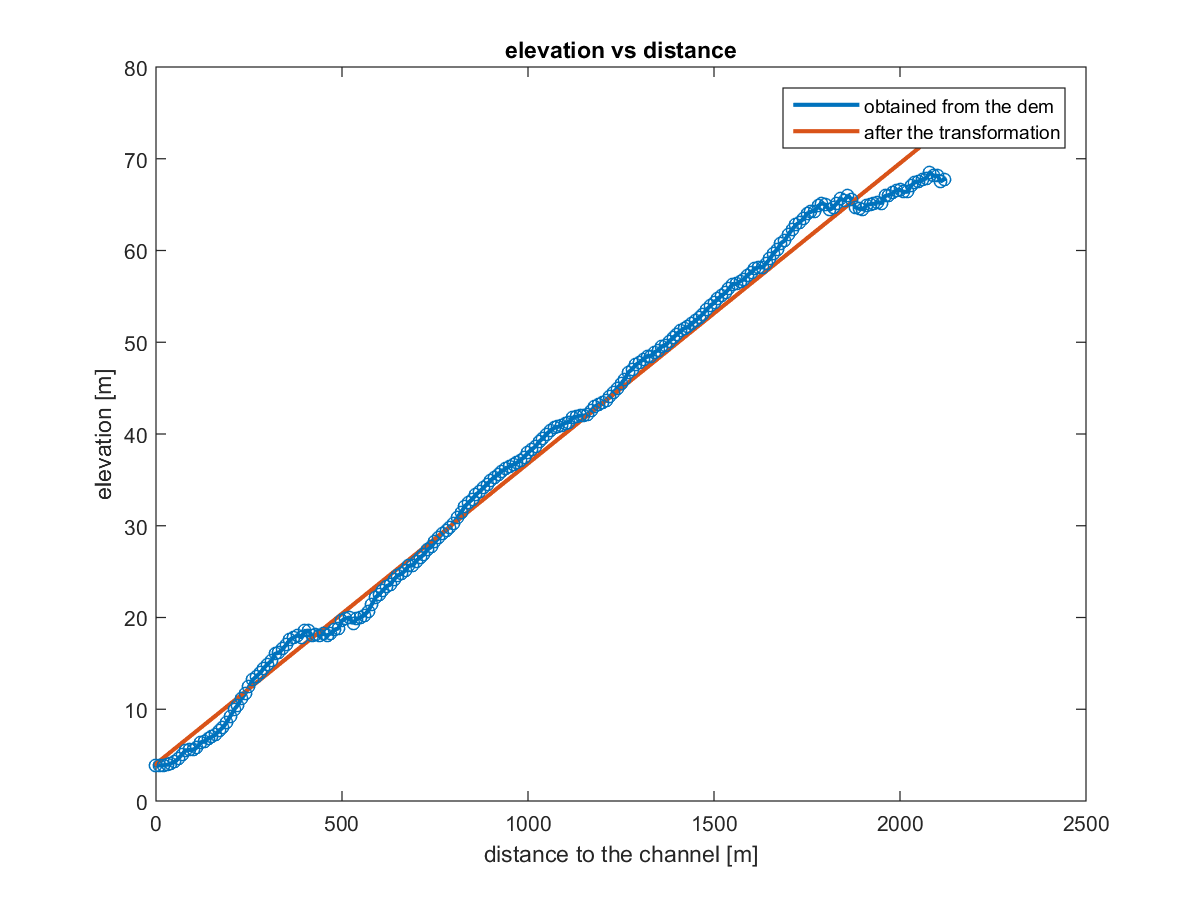 elevation vs distance
80
70
60
50
40
30
20
10
0
0 500 1000 1500 2000 2500
elevation [m]
distance to the channel [m]
obtained from the dem
after the transformation